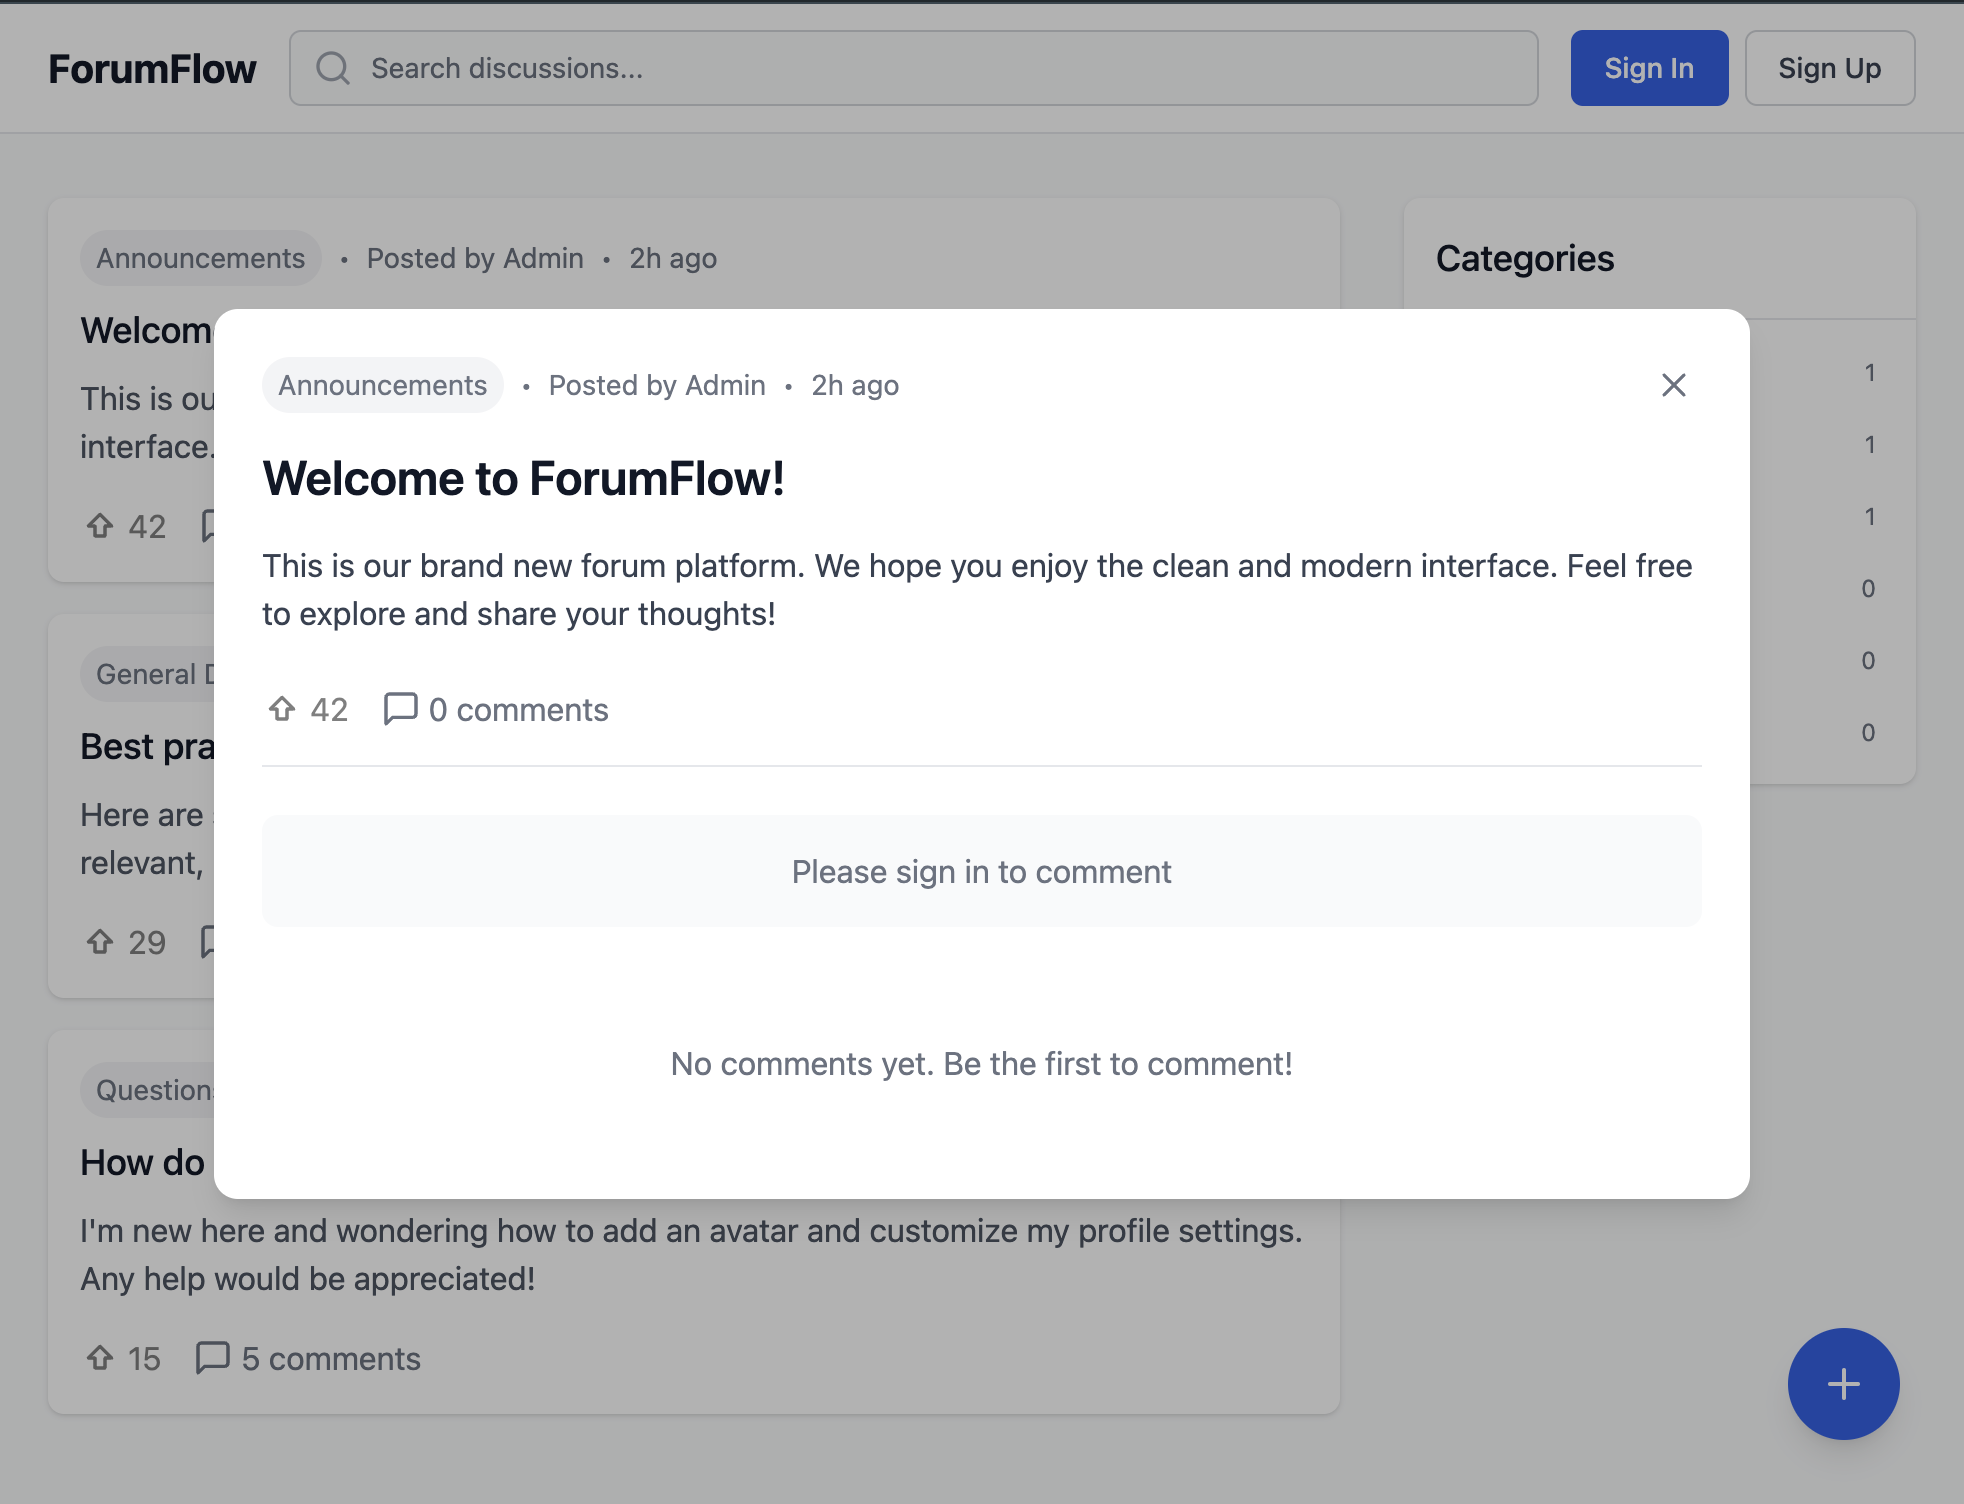 ForumFlow
Search discussions...
Sign In
Sign Up
Announcements • Posted by Admin • 2h ago
Categories
This is
interface.
42
General
Best
Here are
relevant,
29
How do
I'm new here and wondering how to add an avatar and customize my profile settings.
Any help would be appreciated!
15
5 comments
1
1
1
0
0
0
Announcements • Posted by Admin • 2h ago
Welcome to ForumFlow!
This is our brand new forum platform. We hope you enjoy the clean and modern interface. Feel free
to explore and share your thoughts!
42
0 comments
Please sign in to comment
No comments yet. Be the first to comment!